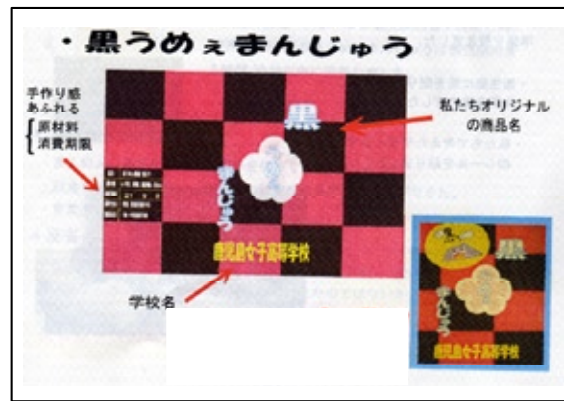 ・黒うめぇまんじゅう
手作り感
あふれる
原材料
消費期限
私たちオリジナル
の商品名
黒
まんじゅう
鹿児島女子高等学校
学校名
黒
まんじゅう
鹿児島女子高等学校